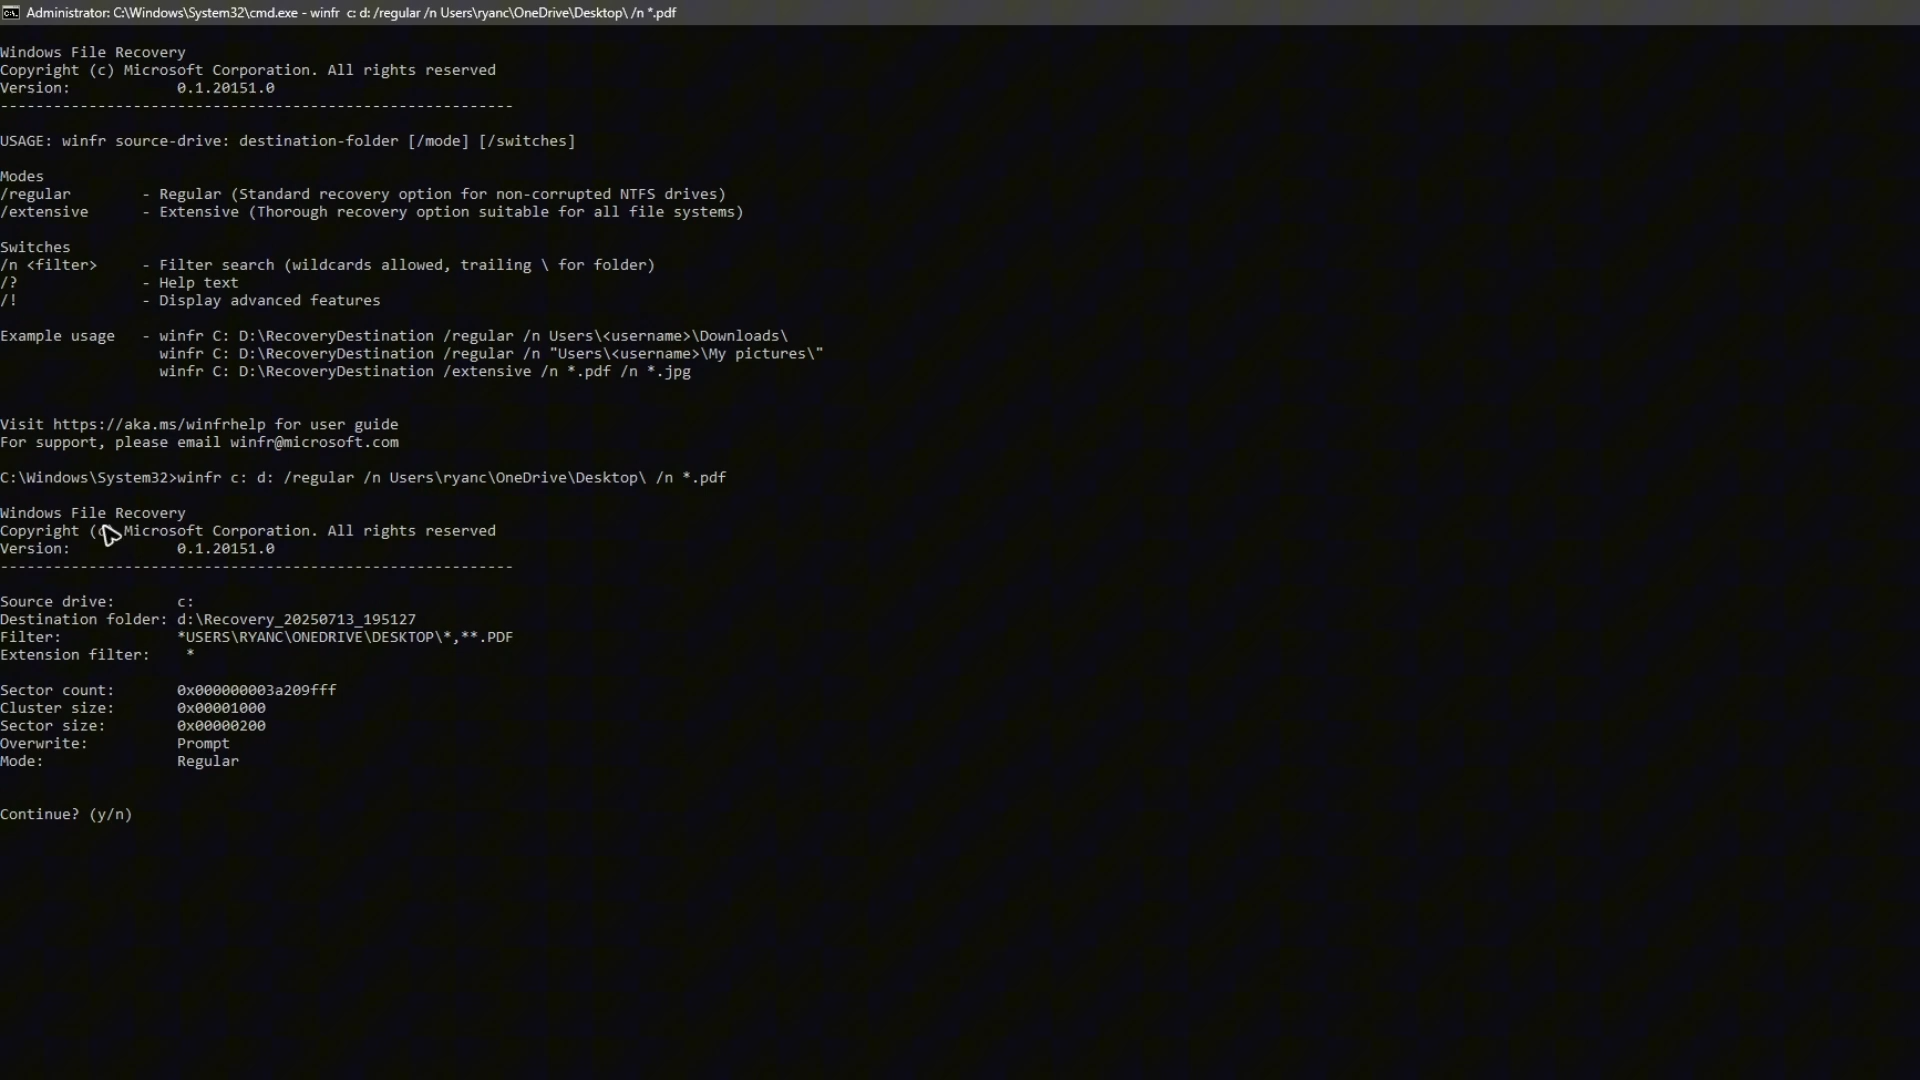 Administrator: C:\Windows\System32\cmd.exe - winfr  c: d: /regular /n Users\ryanc\OneDrive\Desktop\ /n *.pdf
Windows File Recovery
Copyright (c) Microsoft Corporation. All rights reserved
Version:            0.1.20151.0
----------------------------------------------------------
USAGE: winfr source-drive: destination-folder [/mode] [/switches]
Modes
/regular        - Regular (Standard recovery option for non-corrupted NTFS drives)
/extensive      - Extensive (Thorough recovery option suitable for all file systems)
Switches
/n <filter>     - Filter search (wildcards allowed, trailing \ for folder)
/?              - Help text
/!              - Display advanced features
Example usage   - winfr C: D:\RecoveryDestination /regular /n Users\<username>\Downloads\
                  winfr C: D:\RecoveryDestination /regular /n "Users\<username>\My pictures\"
                  winfr C: D:\RecoveryDestination /extensive /n *.pdf /n *.jpg
Visit https://aka.ms/winfrhelp for user guide
For support, please email winfr@microsoft.com
C:\Windows\System32>winfr c: d: /regular /n Users\ryanc\OneDrive\Desktop\ /n *.pdf
Windows File Recovery
Copyright (c) Microsoft Corporation. All rights reserved
Version:            0.1.20151.0
----------------------------------------------------------
Source drive:       c:
Destination folder: d:\Recovery_20250713_195127
Filter:             *USERS\RYANC\ONEDRIVE\DESKTOP\*,**.PDF
Extension filter:    *
Sector count:       0x000000003a209fff
Cluster size:       0x00001000
Sector size:        0x00000200
Overwrite:          Prompt
Mode:               Regular
Continue? (y/n)